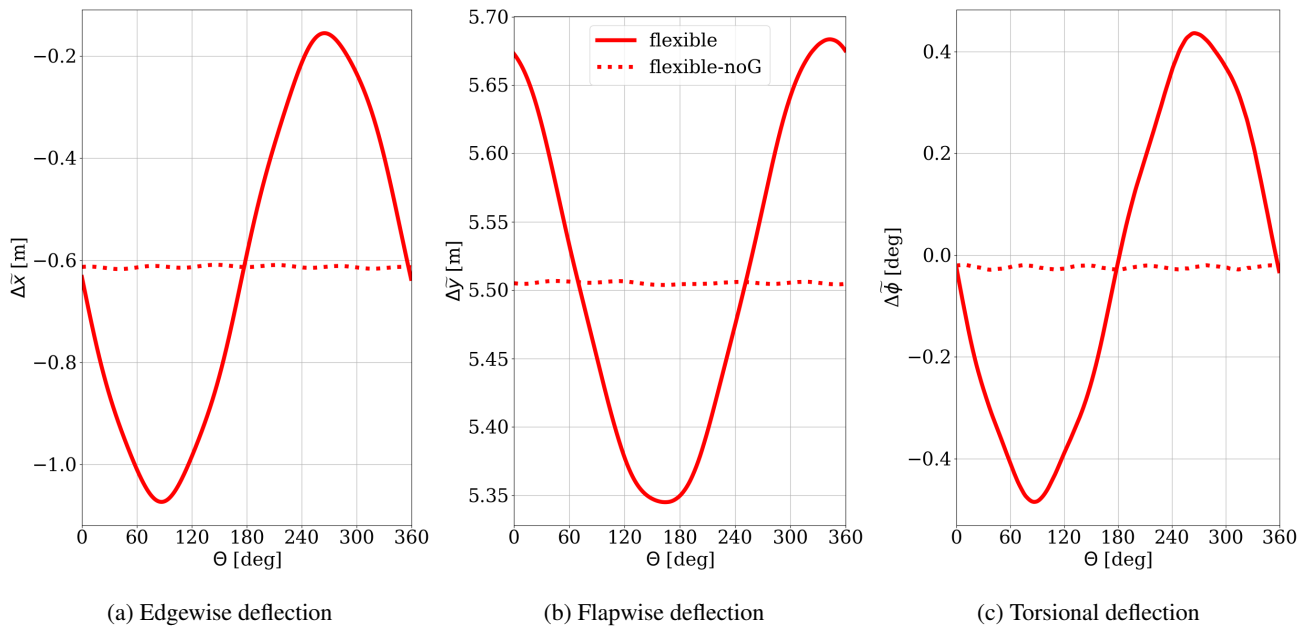 −0.2
−0.4
−0.6
−0.8
−1.0
Δx̃ [m]
0 60 120 180 240 300 360
Θ [deg]
(a) Edgewise deflection
5.70
5.65
5.60
5.55
5.50
5.45
5.40
5.35
Δỹ [m]
flexible
flexible-noG
0 60 120 180 240 300 360
Θ [deg]
(b) Flapwise deflection
0.4
0.2
0.0
−0.2
−0.4
Δϕ̃ [deg]
0 60 120 180 240 300 360
Θ [deg]
(c) Torsional deflection